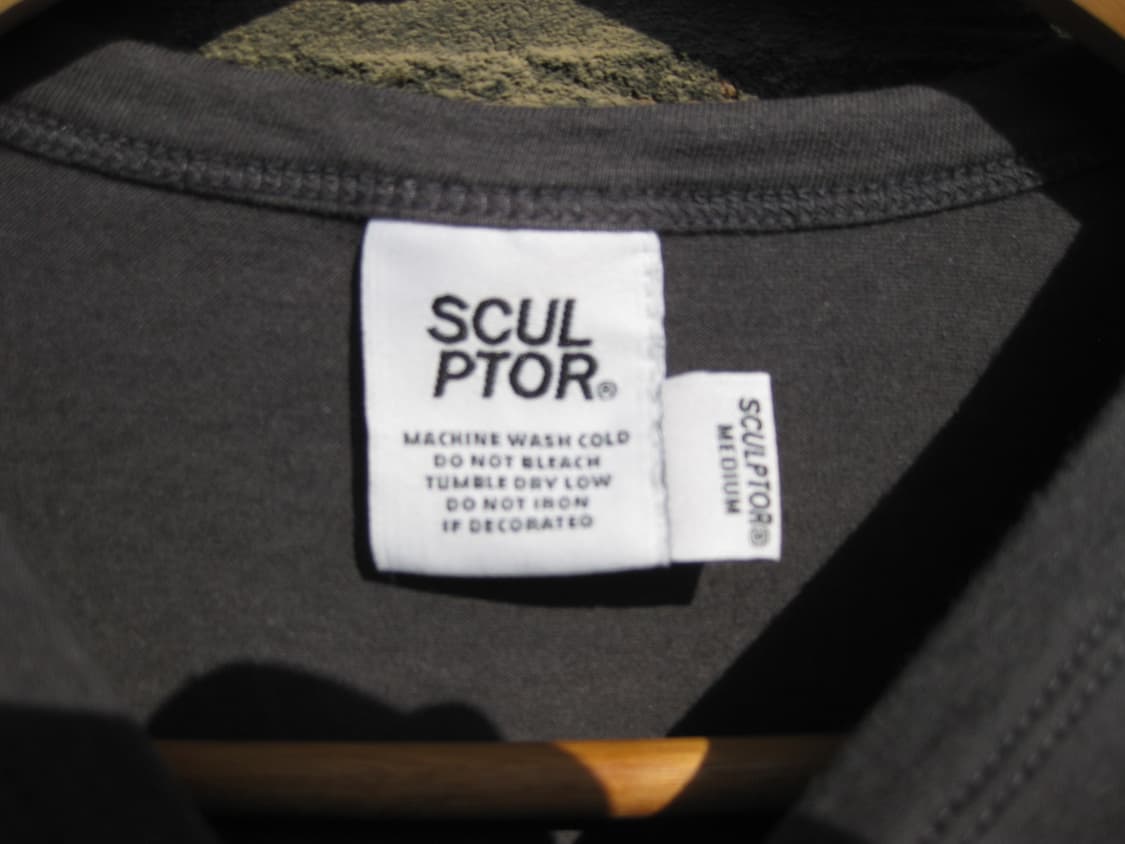 SCUL
PTOR®
MACHINE WASH COLD
DO NOT BLEACH
TUMBLE DRY LOW
DO NOT IRON
IF DECORATED
SCULPTOR®
MEDIUM